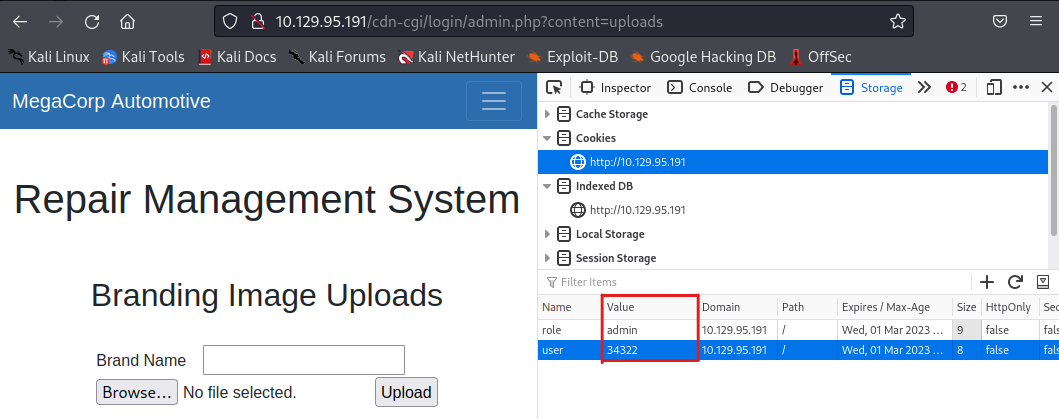 10.129.95.191/cdn-cgi/login/admin.php?content=uploads
Kali Linux Kali Tools Kali Docs Kali Forums Kali NetHunter Exploit-DB Google Hacking DB OffSec
MegaCorp Automotive
Repair Management System
Branding Image Uploads
Brand Name
Browse... No file selected. Upload
Inspector Console Debugger Storage 2
Cache Storage
Cookies
http://10.129.95.191
Indexed DB
http://10.129.95.191
Local Storage
Session Storage
Filter Items
Name Value Domain Path Expires / Max-Age Size HttpOnly Sec
role admin 10.129.95.191 / Wed, 01 Mar 2023 ... 9 false false
user 34322 10.129.95.191 / Wed, 01 Mar 2023 ... 8 false false